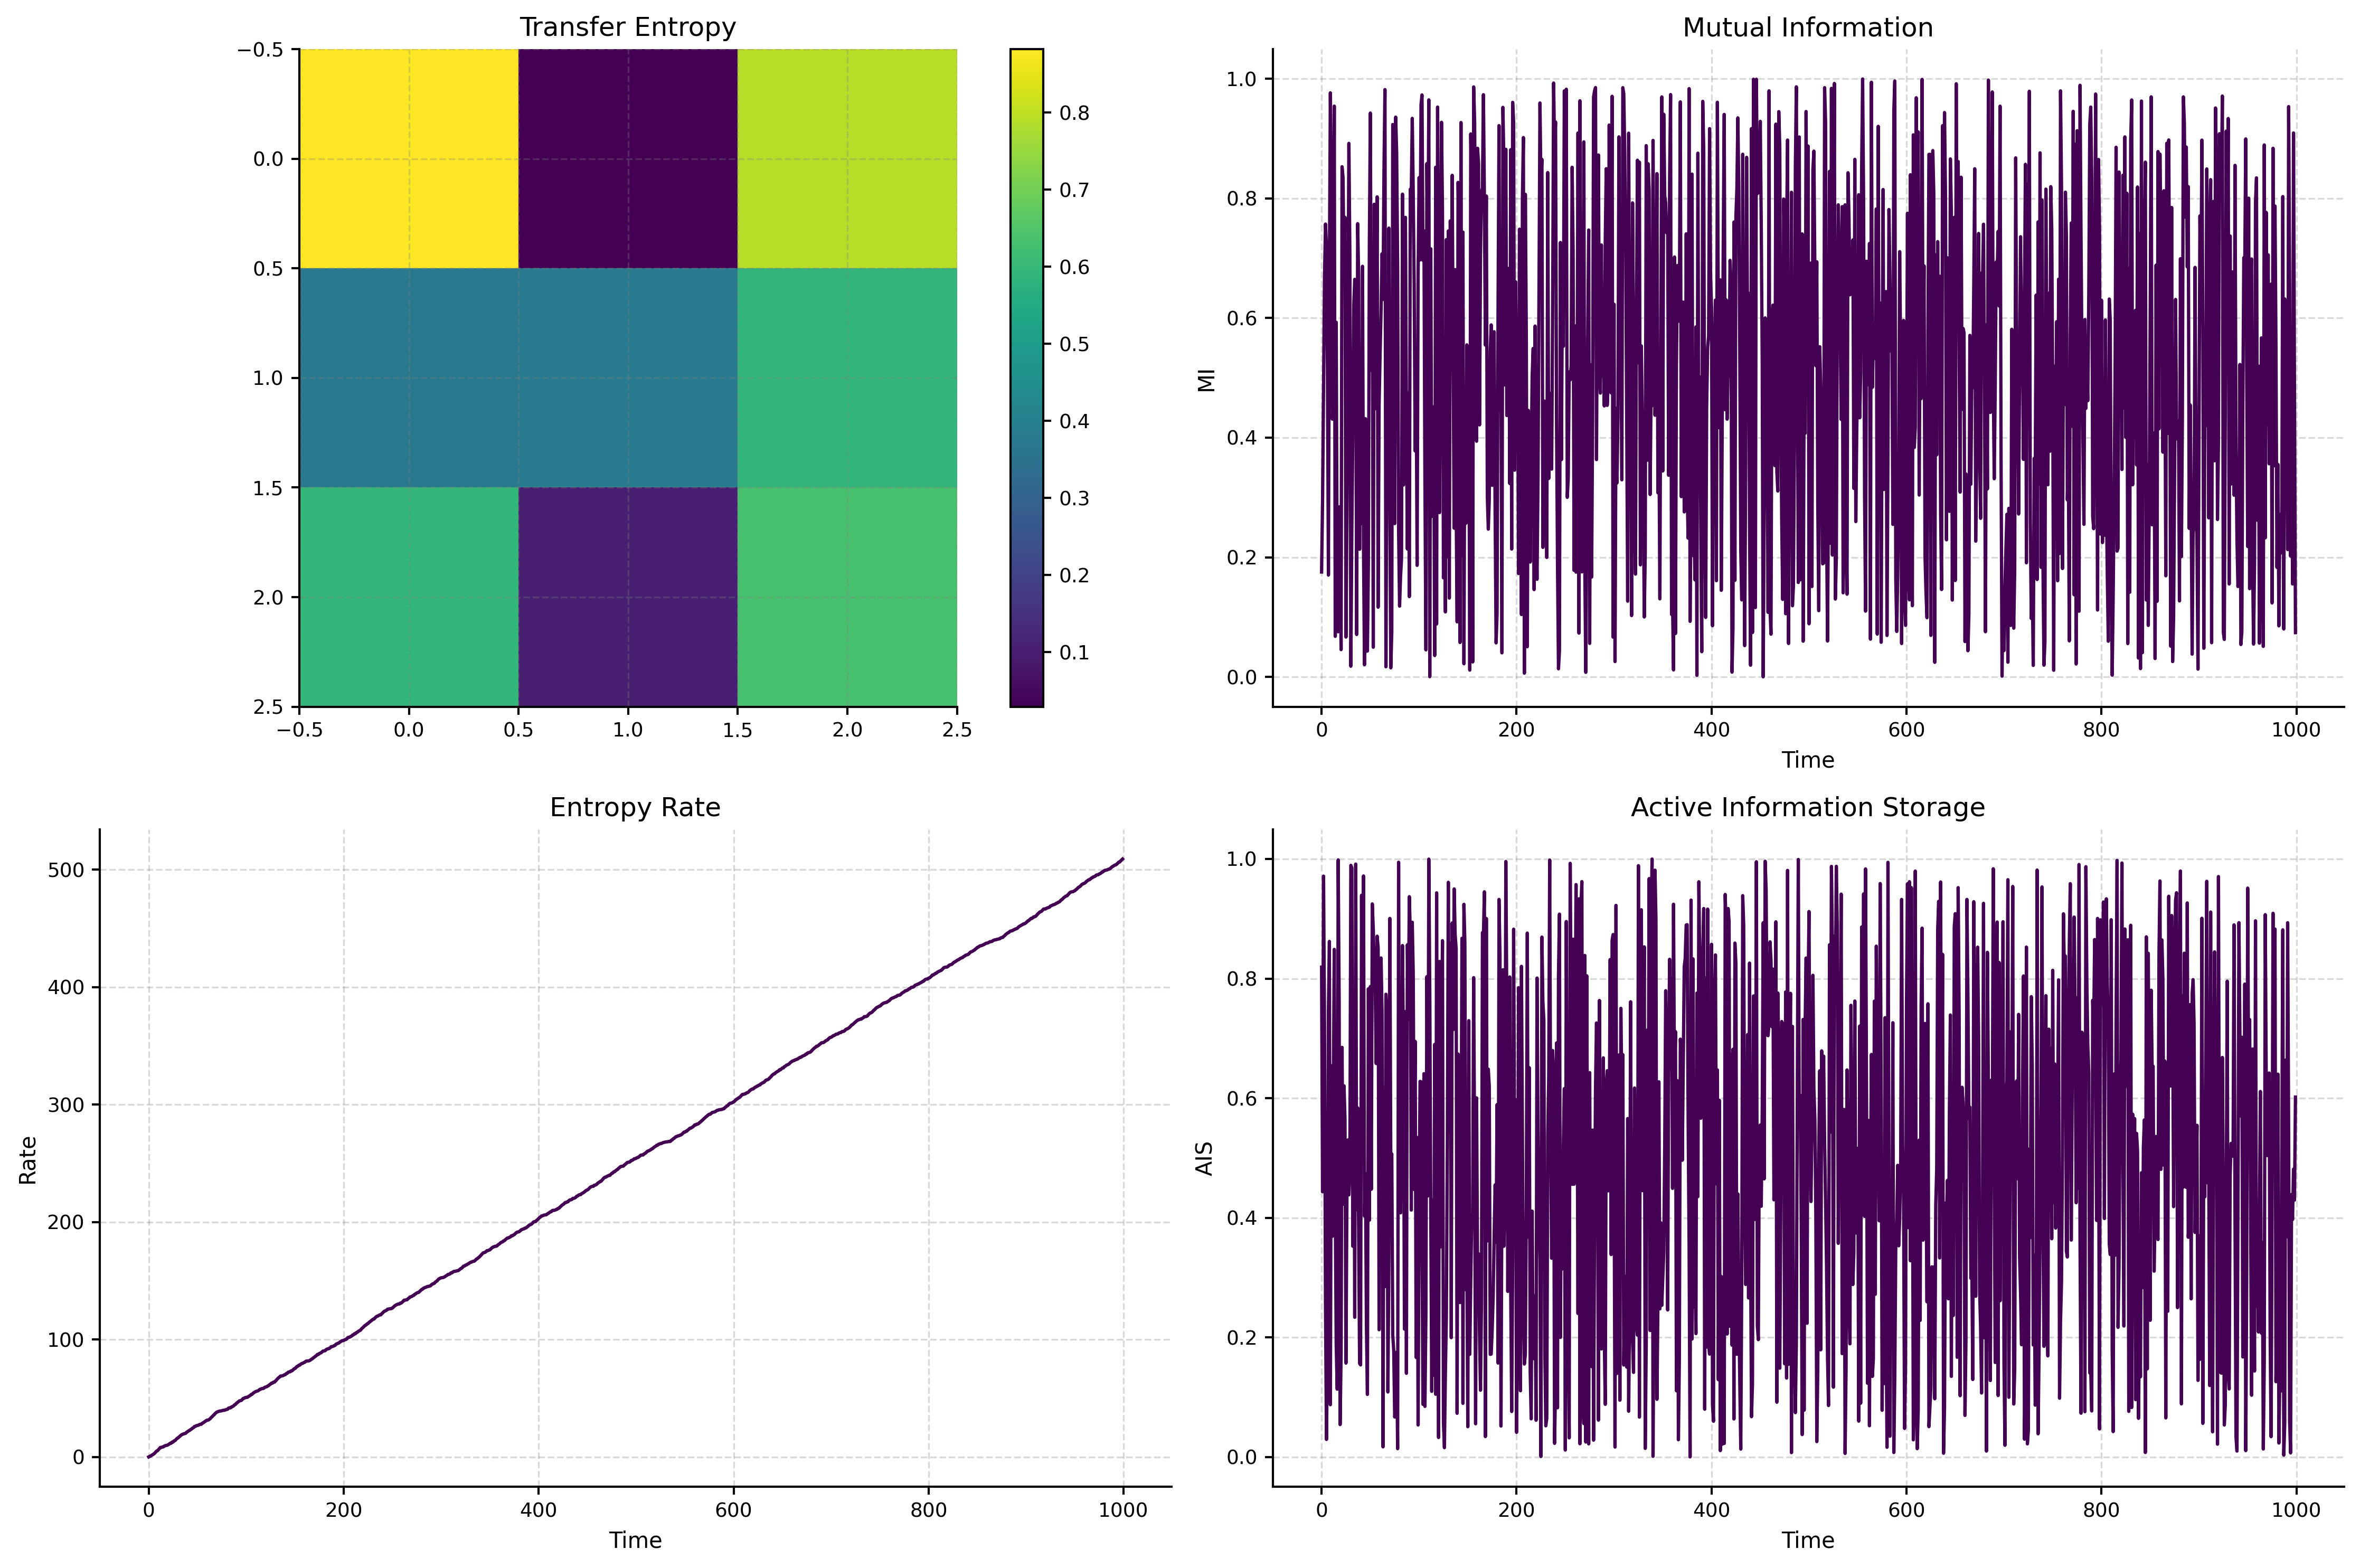 Transfer Entropy
−0.5
0.0
0.5
1.0
1.5
2.0
2.5
−0.5 0.0 0.5 1.0 1.5 2.0 2.5
0.8
0.7
0.6
0.5
0.4
0.3
0.2
0.1
Mutual Information
MI
1.0
0.8
0.6
0.4
0.2
0.0
0 200 400 600 800 1000
Time
Entropy Rate
Rate
500
400
300
200
100
0
0 200 400 600 800 1000
Time
Active Information Storage
AIS
1.0
0.8
0.6
0.4
0.2
0.0
0 200 400 600 800 1000
Time